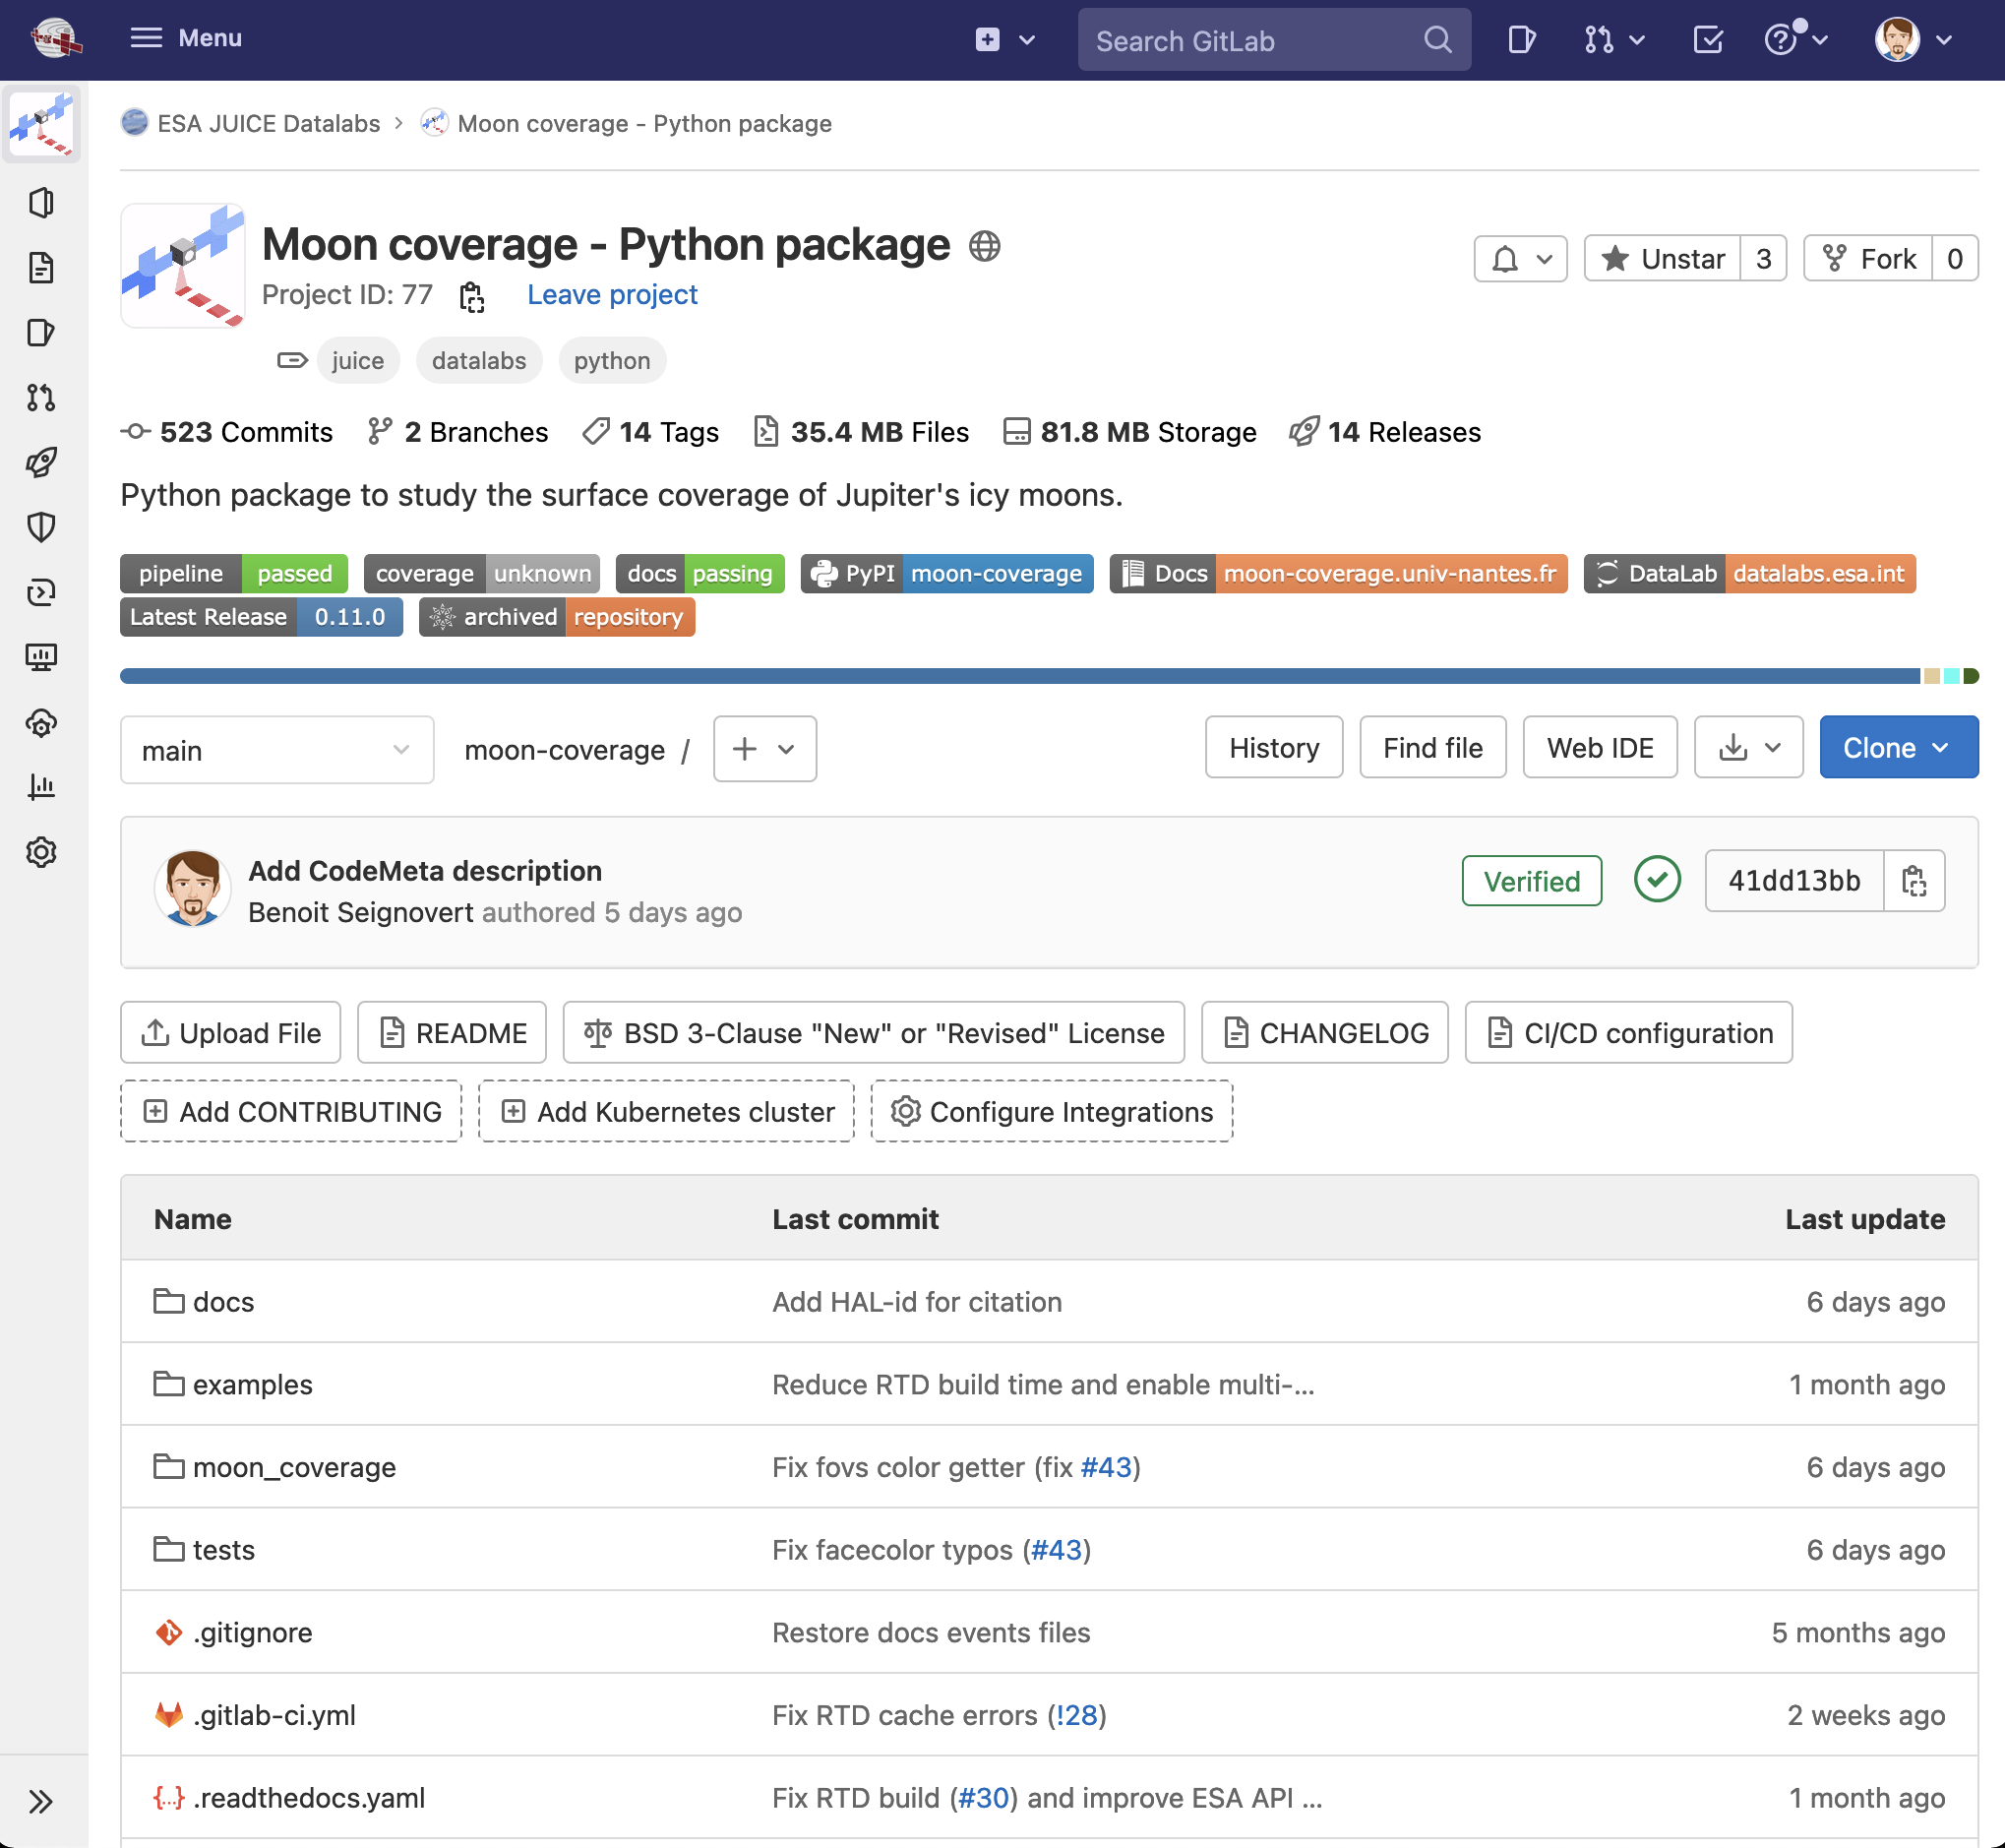 Menu
Search GitLab
ESA JUICE Datalabs › Moon coverage - Python package
Moon coverage - Python package
Project ID: 77 Leave project
Unstar 3 Fork 0
juice datalabs python
523 Commits 2 Branches 14 Tags 35.4 MB Files 81.8 MB Storage 14 Releases
Python package to study the surface coverage of Jupiter's icy moons.
pipeline passed coverage unknown docs passing PyPI moon-coverage Docs moon-coverage.univ-nantes.fr DataLab datalabs.esa.int
Latest Release 0.11.0 archived repository
main moon-coverage / + History Find file Web IDE Clone
Add CodeMeta description
Benoit Seignovert authored 5 days ago
Verified 41dd13bb
Upload File README BSD 3-Clause "New" or "Revised" License CHANGELOG CI/CD configuration
Add CONTRIBUTING Add Kubernetes cluster Configure Integrations
Name Last commit Last update
docs Add HAL-id for citation 6 days ago
examples Reduce RTD build time and enable multi-... 1 month ago
moon_coverage Fix fovs color getter (fix #43) 6 days ago
tests Fix facecolor typos (#43) 6 days ago
.gitignore Restore docs events files 5 months ago
.gitlab-ci.yml Fix RTD cache errors (!28) 2 weeks ago
.readthedocs.yaml Fix RTD build (#30) and improve ESA API ... 1 month ago